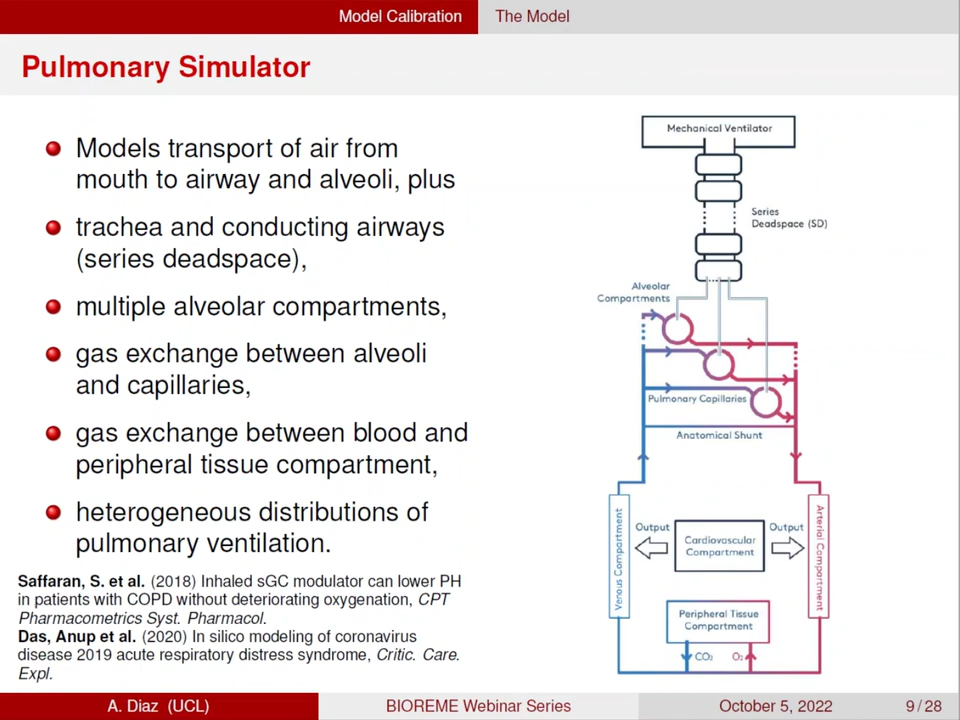 Model Calibration The Model
Pulmonary Simulator
Models transport of air from
mouth to airway and alveoli, plus
trachea and conducting airways
(series deadspace),
multiple alveolar compartments,
gas exchange between alveoli
and capillaries,
gas exchange between blood and
peripheral tissue compartment,
heterogeneous distributions of
pulmonary ventilation.
Saffaran, S. et al. (2018) Inhaled sGC modulator can lower PH
in patients with COPD without deteriorating oxygenation, CPT
Pharmacometrics Syst. Pharmacol.
Das, Anup et al. (2020) In silico modeling of coronavirus
disease 2019 acute respiratory distress syndrome, Critic. Care.
Expl.
Mechanical Ventilator
Series
Deadspace (SD)
Alveolar
Compartments
Pulmonary Capillaries
Anatomical Shunt
Venous Compartment
Output
Cardiovascular
Compartment
Output
Arterial Compartment
Peripheral Tissue
Compartment
CO₂ O₂
A. Diaz (UCL) BIOREME Webinar Series October 5, 2022 9 / 28